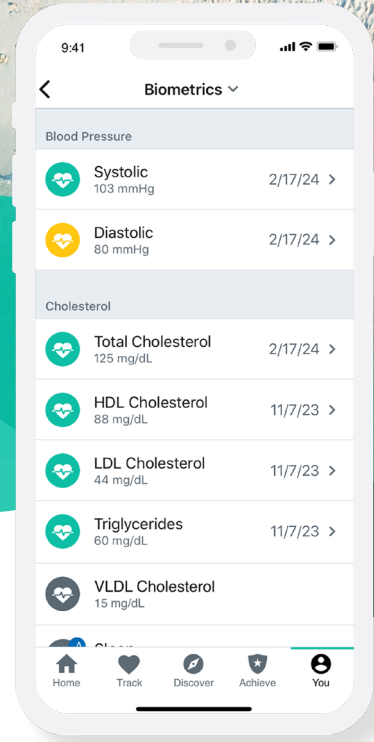 9:41
Biometrics
Blood Pressure
Systolic
103 mmHg
2/17/24
Diastolic
80 mmHg
2/17/24
Cholesterol
Total Cholesterol
125 mg/dL
2/17/24
HDL Cholesterol
88 mg/dL
11/7/23
LDL Cholesterol
44 mg/dL
11/7/23
Triglycerides
60 mg/dL
11/7/23
VLDL Cholesterol
15 mg/dL
Home
Track
Discover
Achieve
You